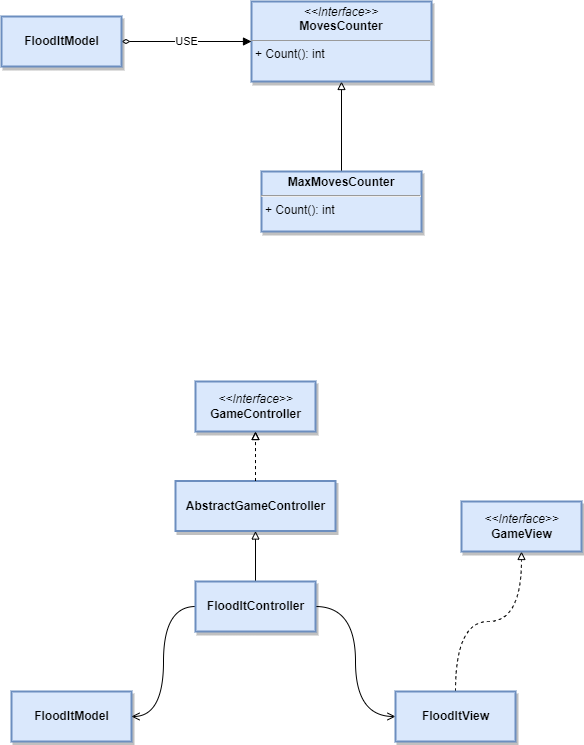 <<Interface>>
MovesCounter
FloodItModel
USE
+ Count(): int
MaxMovesCounter
+ Count(): int
<<Interface>>
GameController
AbstractGameController
<<Interface>>
GameView
FloodItController
FloodItModel
FloodItView